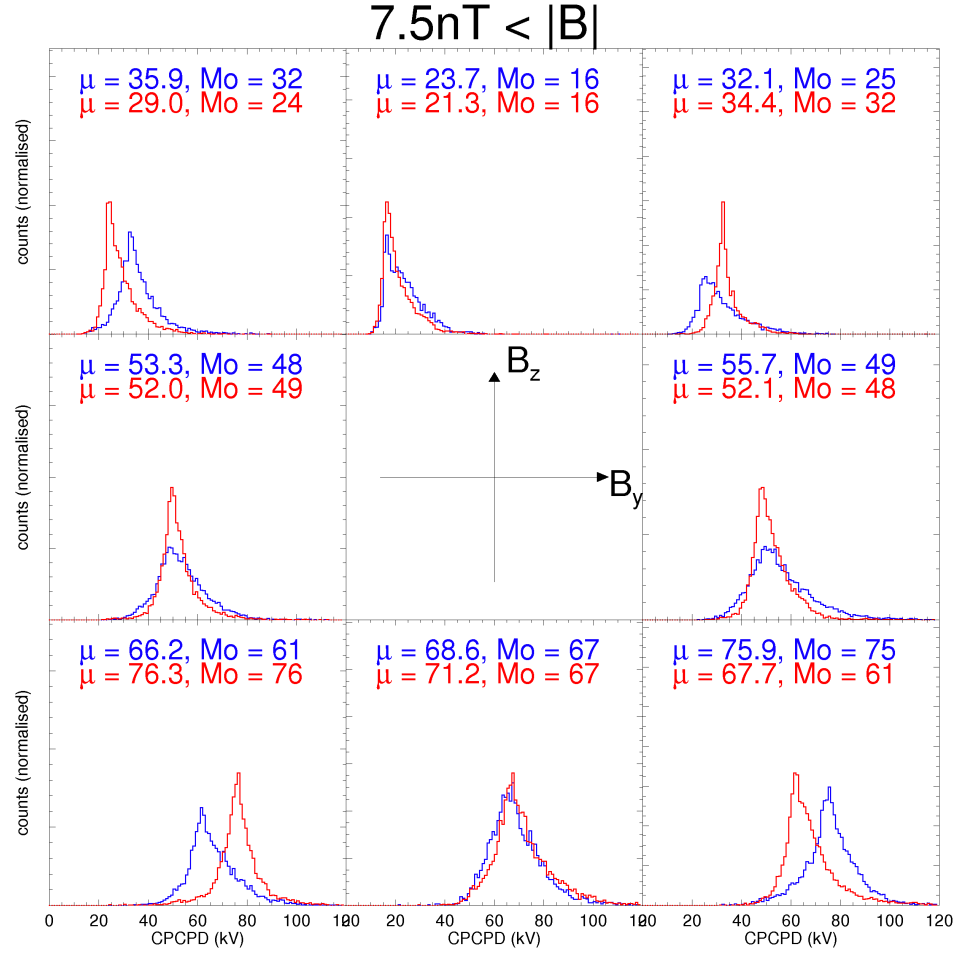 7.5nT < |B|
μ = 35.9, Mo = 32
μ = 29.0, Mo = 24
μ = 23.7, Mo = 16
μ = 21.3, Mo = 16
μ = 32.1, Mo = 25
μ = 34.4, Mo = 32
counts (normalised)
μ = 53.3, Mo = 48
μ = 52.0, Mo = 49
Bz
By
μ = 55.7, Mo = 49
μ = 52.1, Mo = 48
counts (normalised)
μ = 66.2, Mo = 61
μ = 76.3, Mo = 76
μ = 68.6, Mo = 67
μ = 71.2, Mo = 67
μ = 75.9, Mo = 75
μ = 67.7, Mo = 61
counts (normalised)
0 20 40 60 80 100 20 40 60 80 100 20 40 60 80 100 120
CPCPD (kV) CPCPD (kV) CPCPD (kV)